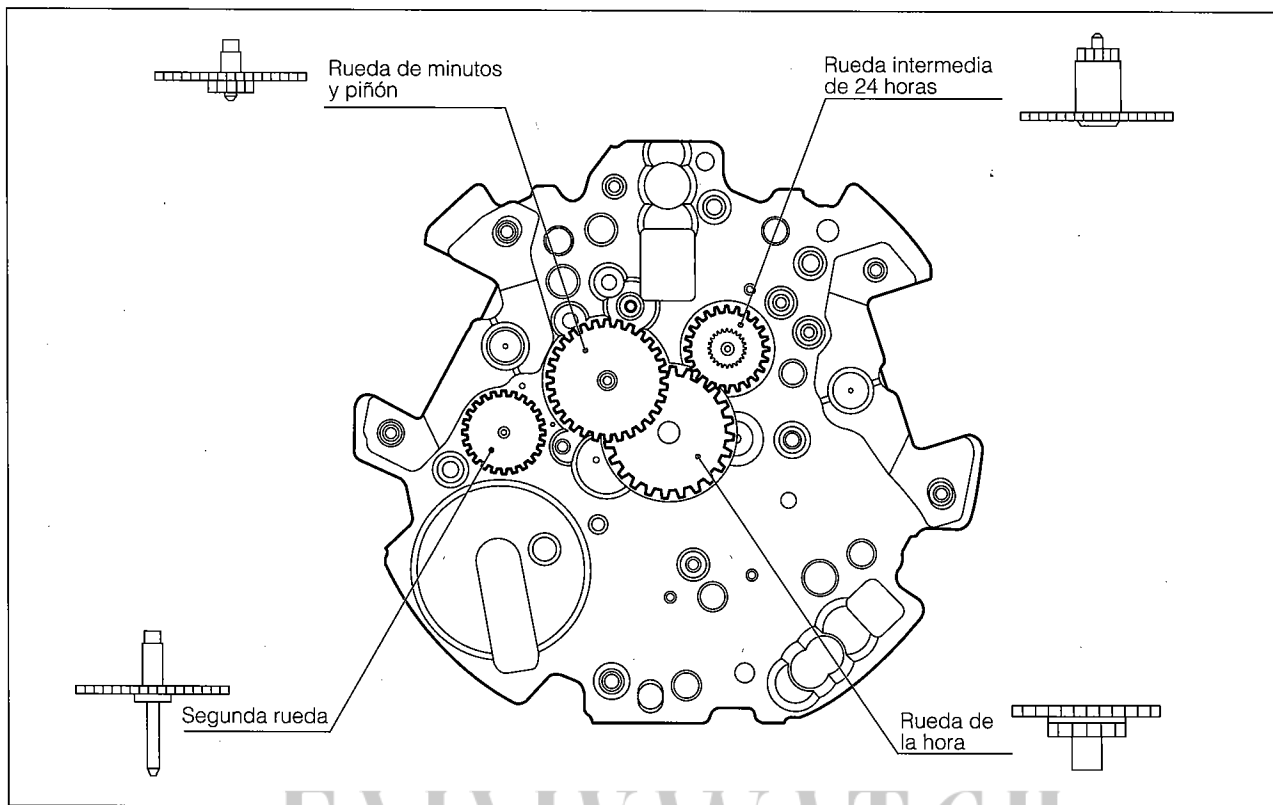 Rueda de minutos
y piñón
Rueda intermedia
de 24 horas
Segunda rueda
Rueda de
la hora